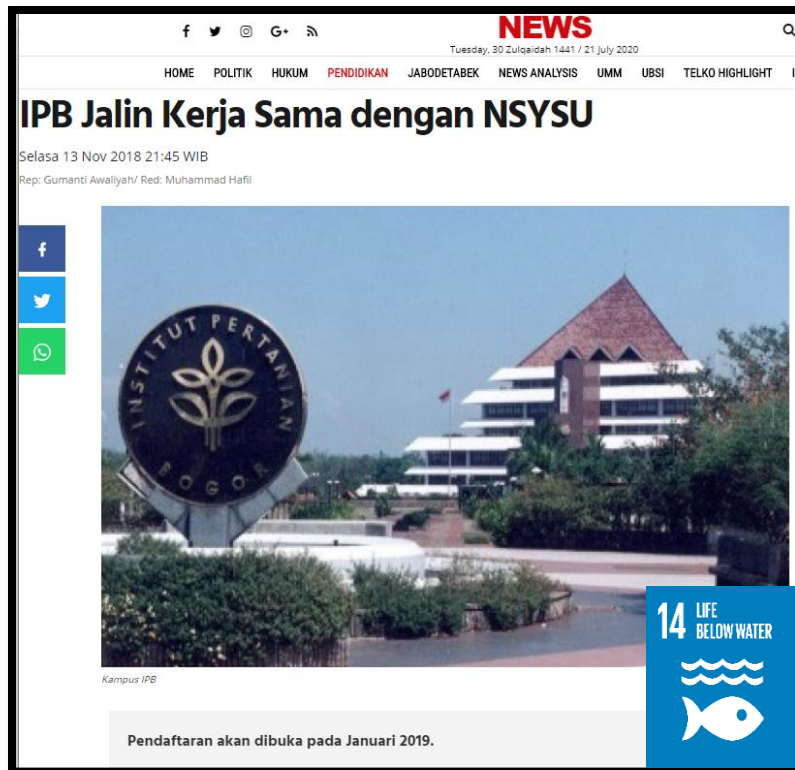 G+
NEWS
Tuesday, 30 Zulqaidah 1441 / 21 July 2020
HOME POLITIK HUKUM PENDIDIKAN JABODETABEK NEWS ANALYSIS UMM UBSI TELKO HIGHLIGHT
IPB Jalin Kerja Sama dengan NSYSU
Selasa 13 Nov 2018 21:45 WIB
Rep: Gumanti Awaliyah/ Red: Muhammad Hafil
INSTITUT PERTANIAN
BOGOR
14 LIFE
BELOW WATER
Kampus IPB
Pendaftaran akan dibuka pada Januari 2019.